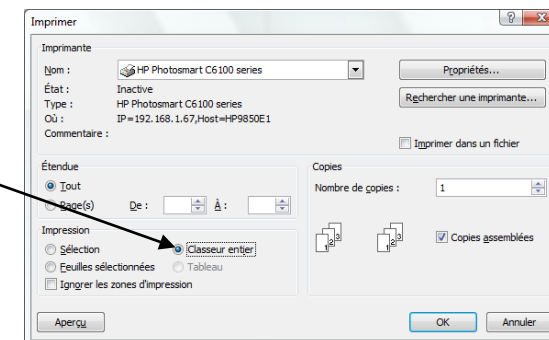 Imprimer
Imprimante
Nom : HP Photosmart C6100 series Propriétés...
État : Inactive
Type : HP Photosmart C6100 series Rechercher une imprimante...
Où : IP=192.168.1.67,Host=HP9850E1
Commentaire : Imprimer dans un fichier
Étendue Copies
Tout Nombre de copies : 1
Page(s) De : À :
Impression
Sélection Classeur entier Copies assemblées
Feuilles sélectionnées Tableau
Ignorer les zones d'impression
Aperçu OK Annuler